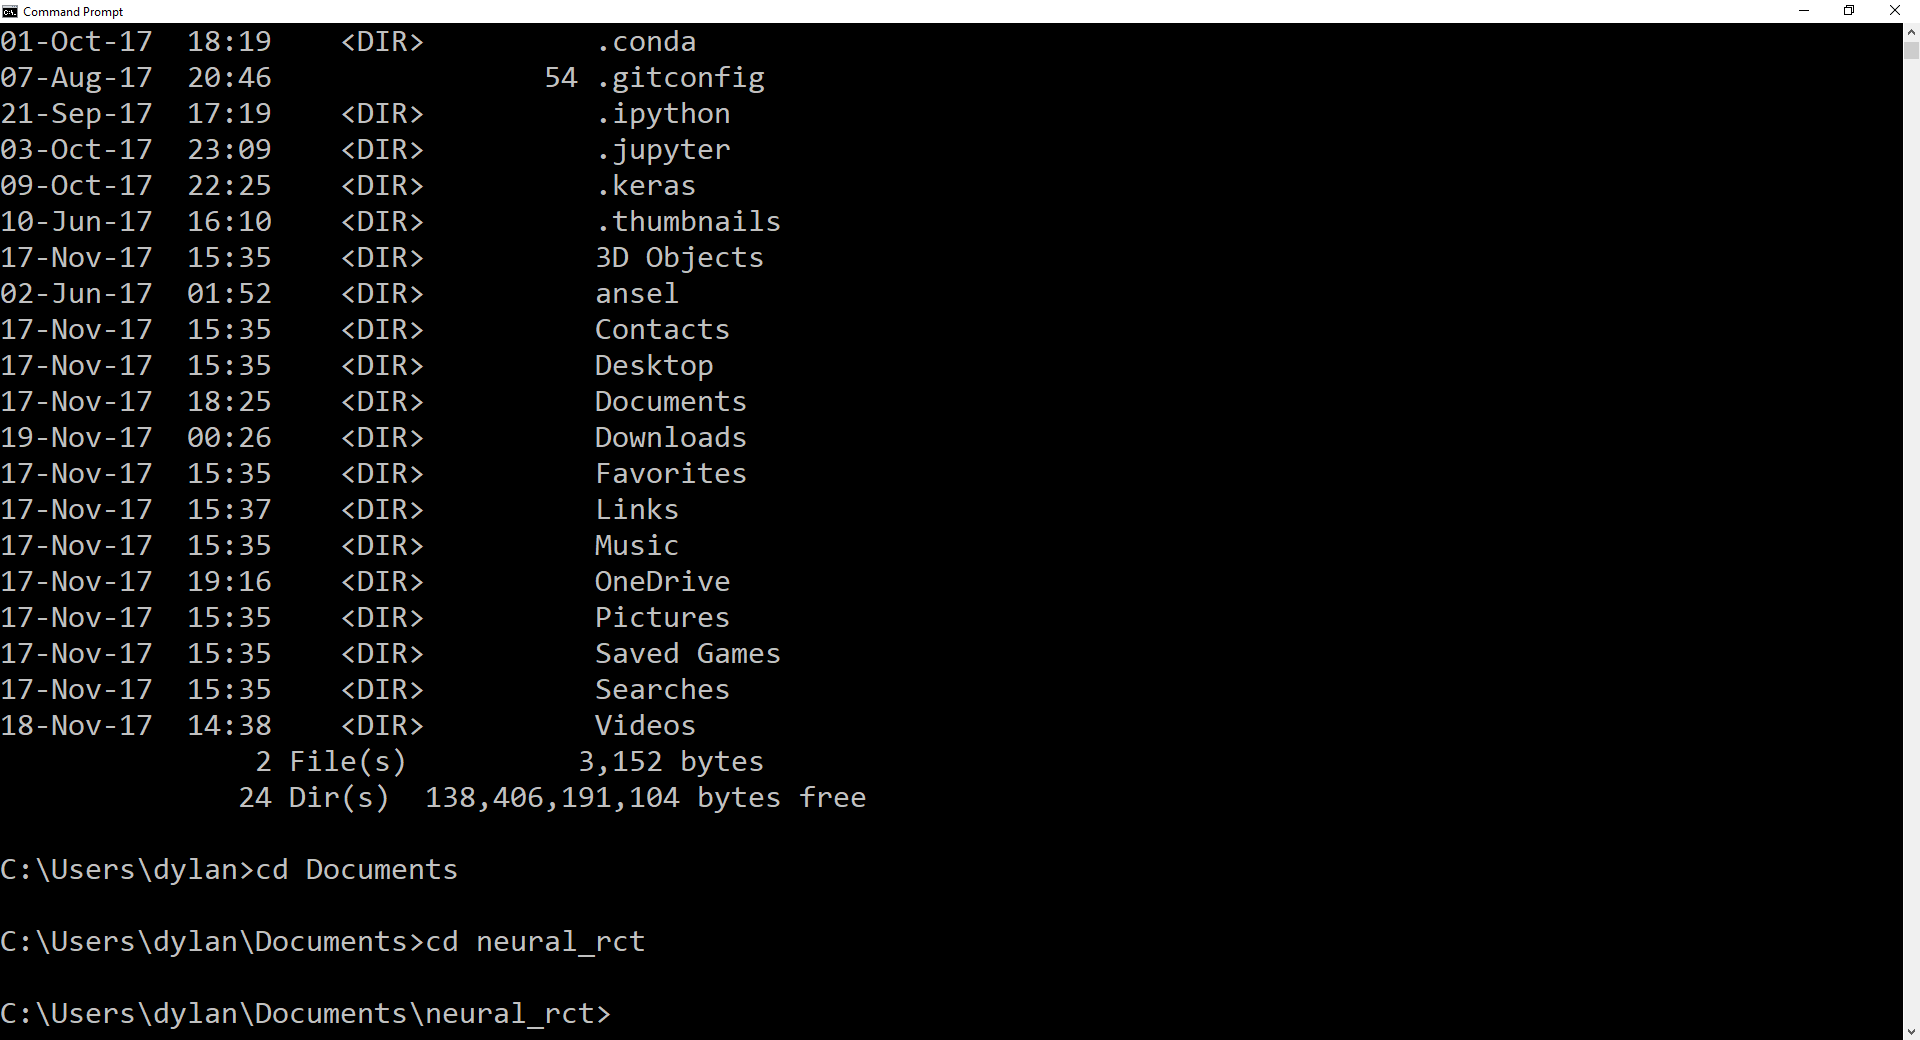 Command Prompt
01-Oct-17  18:19    <DIR>          .conda
07-Aug-17  20:46                54 .gitconfig
21-Sep-17  17:19    <DIR>          .ipython
03-Oct-17  23:09    <DIR>          .jupyter
09-Oct-17  22:25    <DIR>          .keras
10-Jun-17  16:10    <DIR>          .thumbnails
17-Nov-17  15:35    <DIR>          3D Objects
02-Jun-17  01:52    <DIR>          ansel
17-Nov-17  15:35    <DIR>          Contacts
17-Nov-17  15:35    <DIR>          Desktop
17-Nov-17  18:25    <DIR>          Documents
19-Nov-17  00:26    <DIR>          Downloads
17-Nov-17  15:35    <DIR>          Favorites
17-Nov-17  15:37    <DIR>          Links
17-Nov-17  15:35    <DIR>          Music
17-Nov-17  19:16    <DIR>          OneDrive
17-Nov-17  15:35    <DIR>          Pictures
17-Nov-17  15:35    <DIR>          Saved Games
17-Nov-17  15:35    <DIR>          Searches
18-Nov-17  14:38    <DIR>          Videos
               2 File(s)          3,152 bytes
              24 Dir(s)  138,406,191,104 bytes free
C:\Users\dylan>cd Documents
C:\Users\dylan\Documents>cd neural_rct
C:\Users\dylan\Documents\neural_rct>